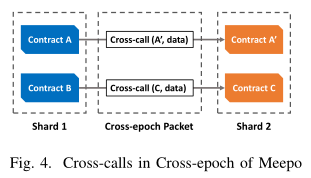 Contract A
Cross-call (A’, data)
Contract A’
Contract B
Cross-call (C, data)
Contract C
Shard 1
Cross-epoch Packet
Shard 2
Fig. 4. Cross-calls in Cross-epoch of Meepo